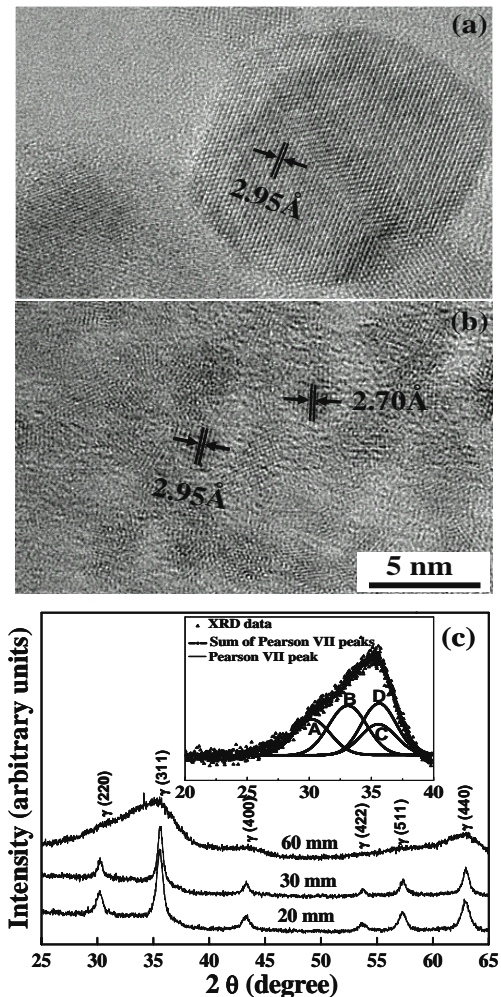 (a)
2.95Å
(b)
2.70Å
2.95Å
5 nm
(c)
XRD data
Sum of Pearson VII peaks
Pearson VII peak
A
B
D
C
20 25 30 35 40
Intensity (arbitrary units)
γ (220)
γ (311)
γ (400)
γ (422)
γ (511)
γ (440)
60 mm
30 mm
20 mm
25 30 35 40 45 50 55 60 65
2 θ (degree)